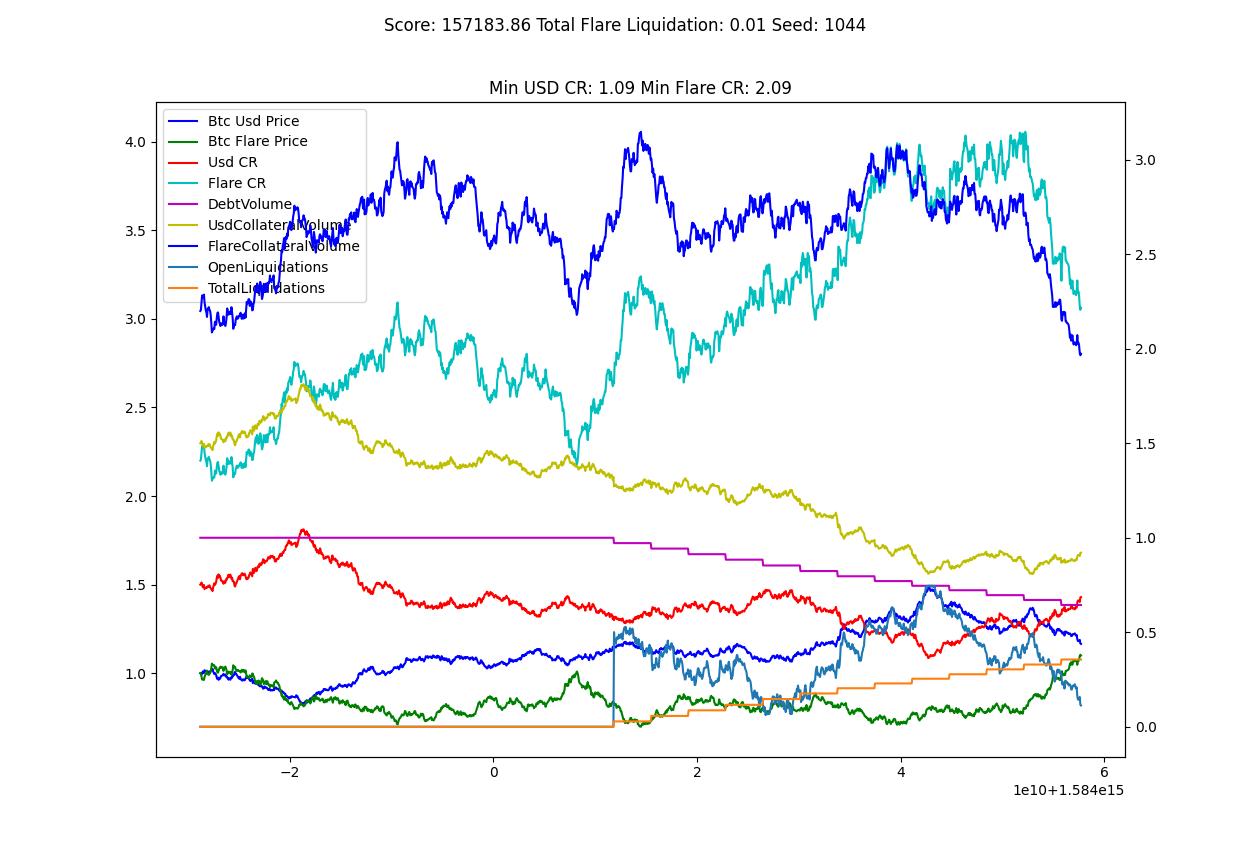 Score: 157183.86 Total Flare Liquidation: 0.01 Seed: 1044
Min USD CR: 1.09 Min Flare CR: 2.09
Btc Usd Price
Btc Flare Price
Usd CR
Flare CR
DebtVolume
UsdCollateralVolume
FlareCollateralVolume
OpenLiquidations
TotalLiquidations
4.0
3.5
3.0
2.5
2.0
1.5
1.0
3.0
2.5
2.0
1.5
1.0
0.5
0.0
−2
0
2
4
6
1e10+1.584e15